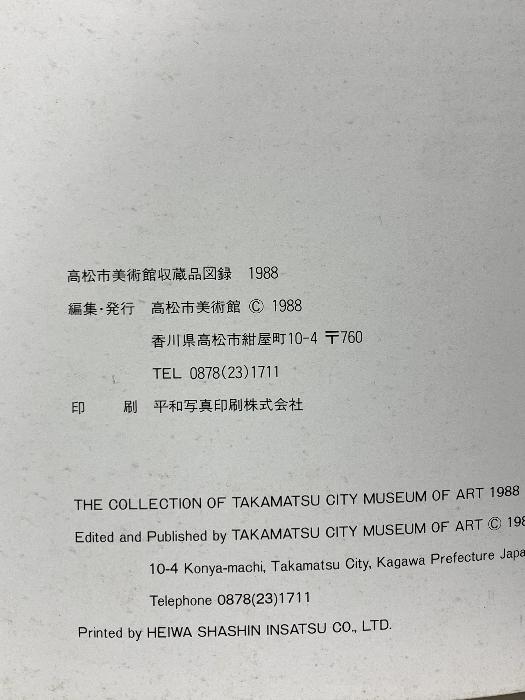 高松市美術館収蔵品図録 1988
編集・発行 高松市美術館 © 1988
香川県高松市紺屋町10-4 〒760
TEL 0878(23)1711
印 刷 平和写真印刷株式会社
THE COLLECTION OF TAKAMATSU CITY MUSEUM OF ART 1988
Edited and Published by TAKAMATSU CITY MUSEUM OF ART ©
10-4 Konya-machi, Takamatsu City, Kagawa Prefecture
Telephone 0878(23)1711
Printed by HEIWA SHASHIN INSATSU CO., LTD.